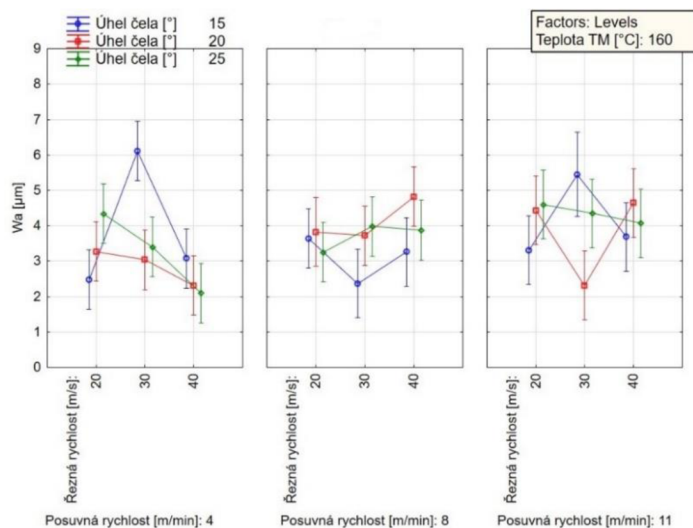 Úhel čela [°] 15
Úhel čela [°] 20
Úhel čela [°] 25
Factors: Levels
Teplota TM [°C]: 160
Wa [µm]
9
8
7
6
5
4
3
2
1
0
Řezná rychlost [m/s]:
20
30
40
Posuvná rychlost [m/min]: 4
Řezná rychlost [m/s]:
20
30
40
Posuvná rychlost [m/min]: 8
Řezná rychlost [m/s]:
20
30
40
Posuvná rychlost [m/min]: 11